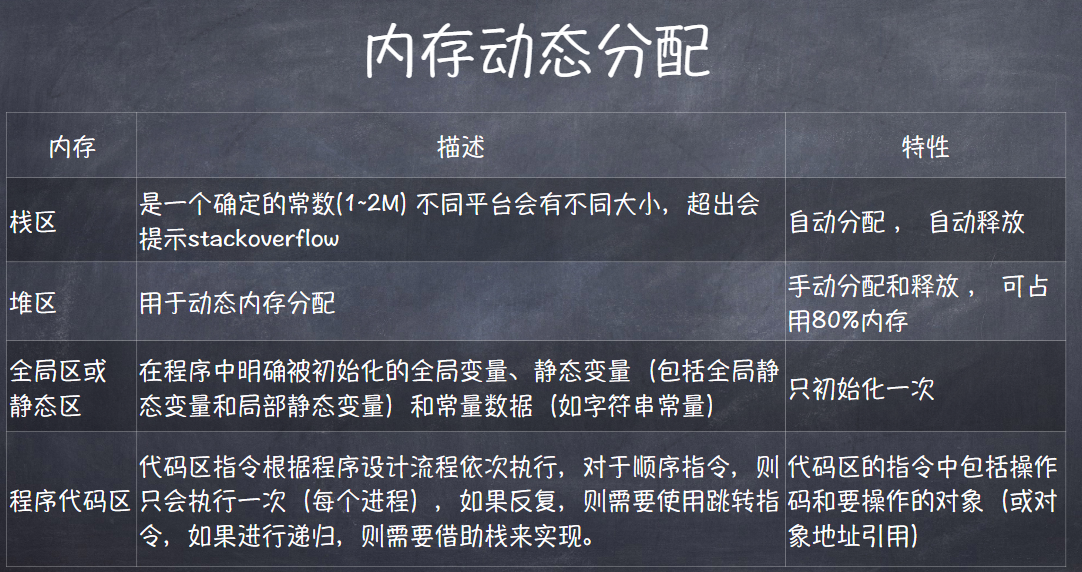 内存动态分配
内存 描述 特性
栈区
是一个确定的常数(1~2M) 不同平台会有不同大小，超出会
提示stackoverflow
自动分配， 自动释放
堆区
用于动态内存分配
手动分配和释放， 可占
用80%内存
全局区或
静态区
在程序中明确被初始化的全局变量、静态变量（包括全局静
态变量和局部静态变量）和常量数据（如字符串常量）
只初始化一次
程序代码区
代码区指令根据程序设计流程依次执行，对于顺序指令，则
只会执行一次（每个进程），如果反复，则需要使用跳转指
令，如果进行递归，则需要借助栈来实现。
代码区的指令中包括操作
码和要操作的对象（或对
象地址引用）